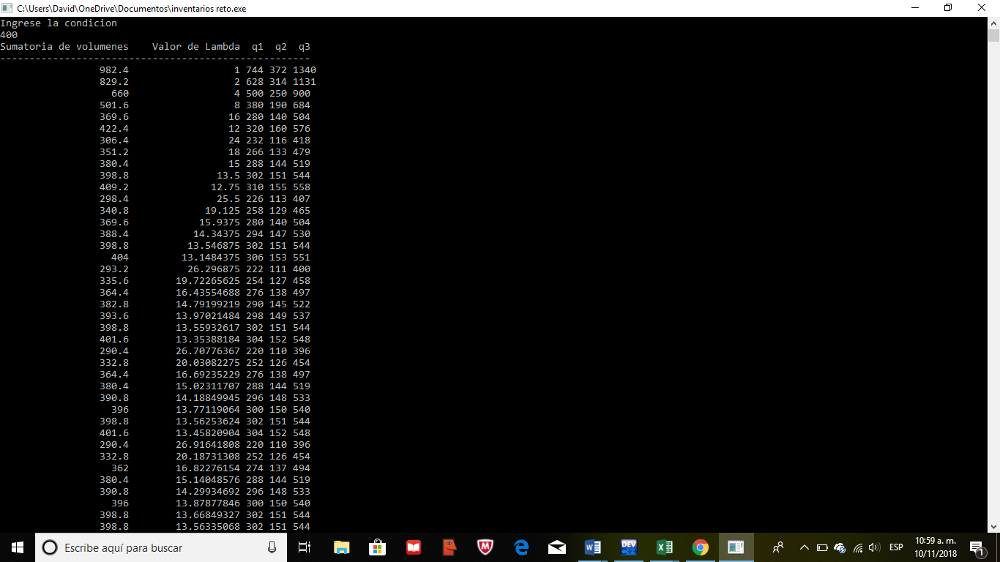 C:\Users\David\OneDrive\Documentos\inventarios reto.exe
Ingrese la condicion
400
Sumatoria de volumenes    Valor de Lambda  q1  q2  q3
-----------------------------------------------------
982.4 1 744 372 1340
829.2 2 628 314 1131
660 4 500 250 900
501.6 8 380 190 684
369.6 16 280 140 504
422.4 12 320 160 576
306.4 24 232 116 418
351.2 18 266 133 479
380.4 15 288 144 519
398.8 13.5 302 151 544
409.2 12.75 310 155 558
298.4 25.5 226 113 407
340.8 19.125 258 129 465
369.6 15.9375 280 140 504
388.4 14.34375 294 147 530
398.8 13.546875 302 151 544
404 13.1484375 306 153 551
293.2 26.296875 222 111 400
335.6 19.72265625 254 127 458
364.4 16.43554688 276 138 497
382.8 14.79199219 290 145 522
393.6 13.97021484 298 149 537
398.8 13.55932617 302 151 544
401.6 13.35388184 304 152 548
290.4 26.70776367 220 110 396
332.8 20.03082275 252 126 454
364.4 16.69235229 276 138 497
380.4 15.02311707 288 144 519
390.8 14.18849945 296 148 533
396 13.77119064 300 150 540
398.8 13.56253624 302 151 544
401.6 13.45820904 304 152 548
290.4 26.91641808 220 110 396
332.8 20.18731308 252 126 454
362 16.82276154 274 137 494
380.4 15.14048576 288 144 519
390.8 14.29934692 296 148 533
396 13.87877846 300 150 540
398.8 13.66849327 302 151 544
398.8 13.56335068 302 151 544
Escribe aquí para buscar
DEV
ESP
10:59 a. m.
10/11/2018
1